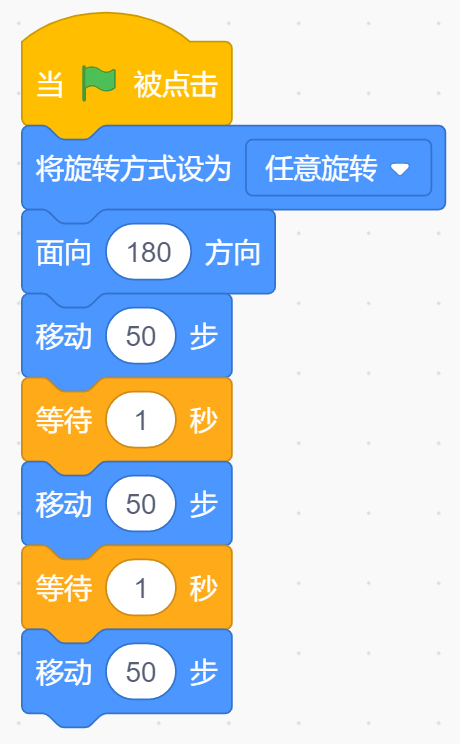 当 被点击
将旋转方式设为 任意旋转
面向 180 方向
移动 50 步
等待 1 秒
移动 50 步
等待 1 秒
移动 50 步